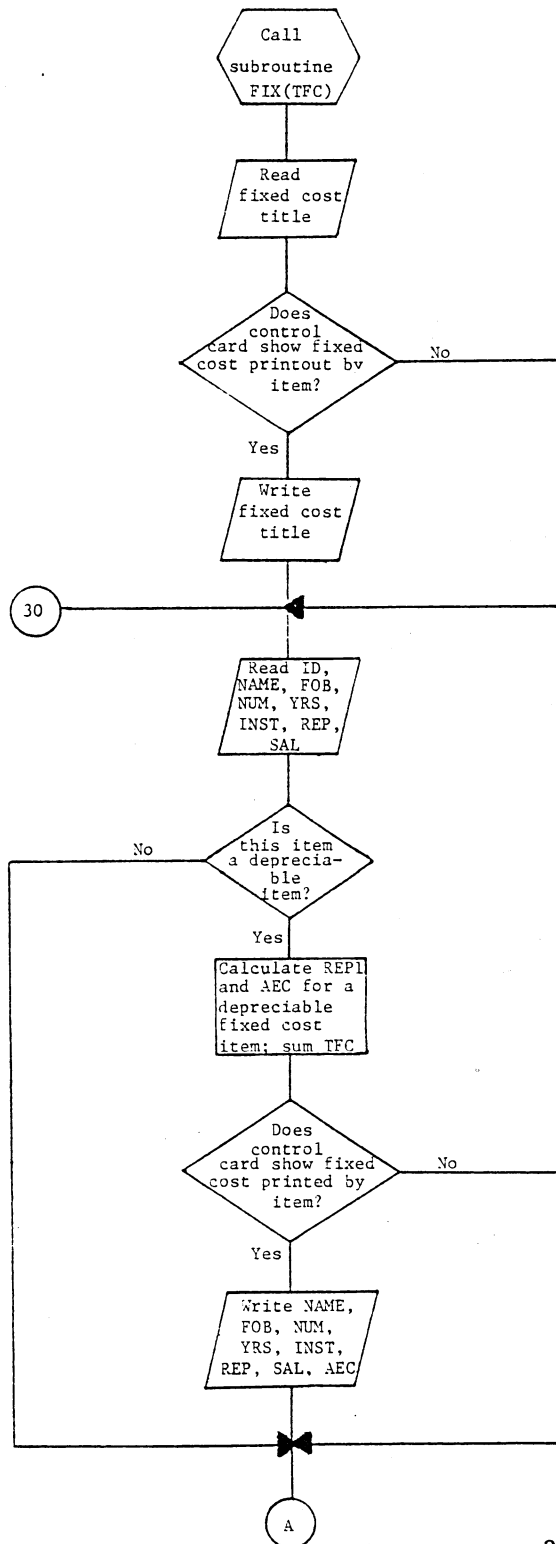 Call
subroutine
FIX(TFC)
Read
fixed cost
title
Does
control
card show fixed
cost printout by
item?
No
Yes
Write
fixed cost
title
30
Read ID,
NAME, FOB,
NUM, YRS,
INST, REP,
SAL
Is
this item
a deprecia-
ble
item?
No
Yes
Calculate REP1
and AEC for a
depreciable
fixed cost
item; sum TFC
Does
control
card show fixed
cost printed by
item?
No
Yes
Write NAME,
FOB, NUM,
YRS, INST,
REP, SAL, AEC
A